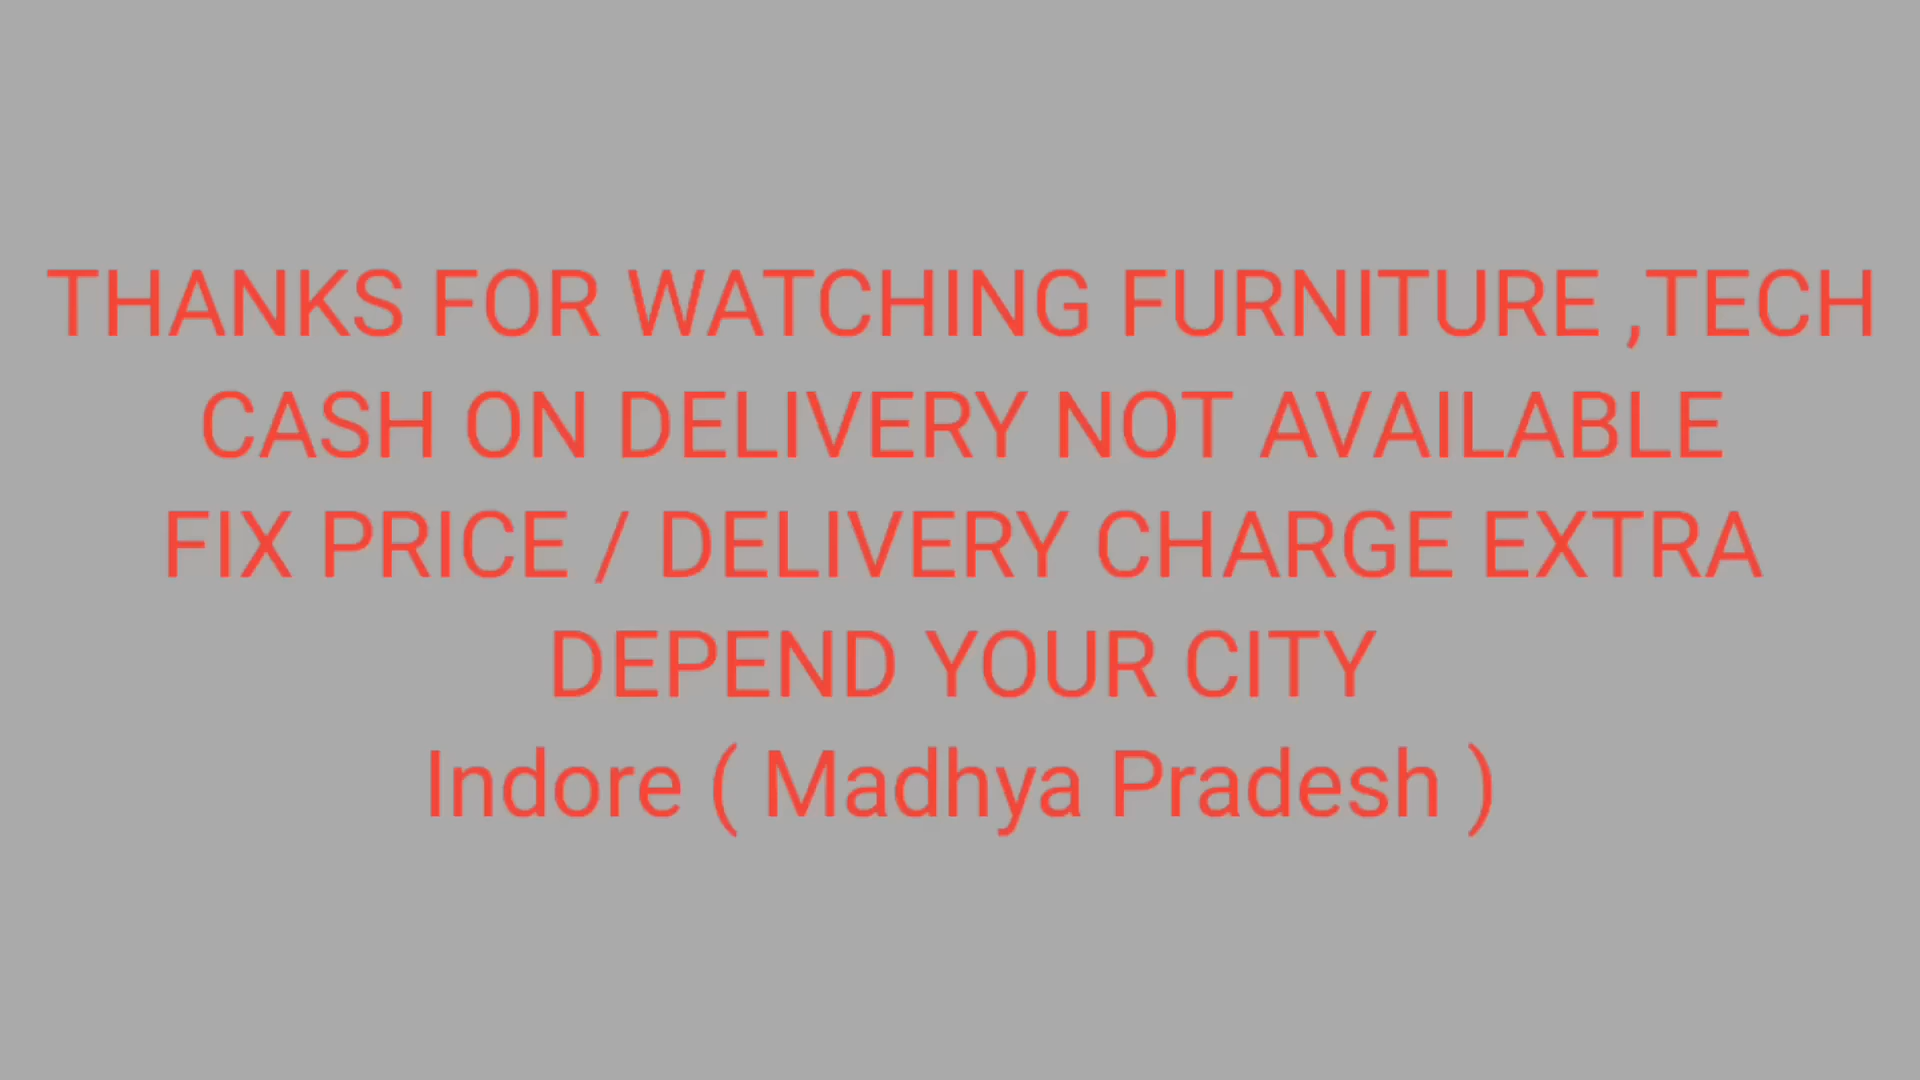 THANKS FOR WATCHING FURNITURE ,TECH
CASH ON DELIVERY NOT AVAILABLE
FIX PRICE / DELIVERY CHARGE EXTRA
DEPEND YOUR CITY
Indore ( Madhya Pradesh )